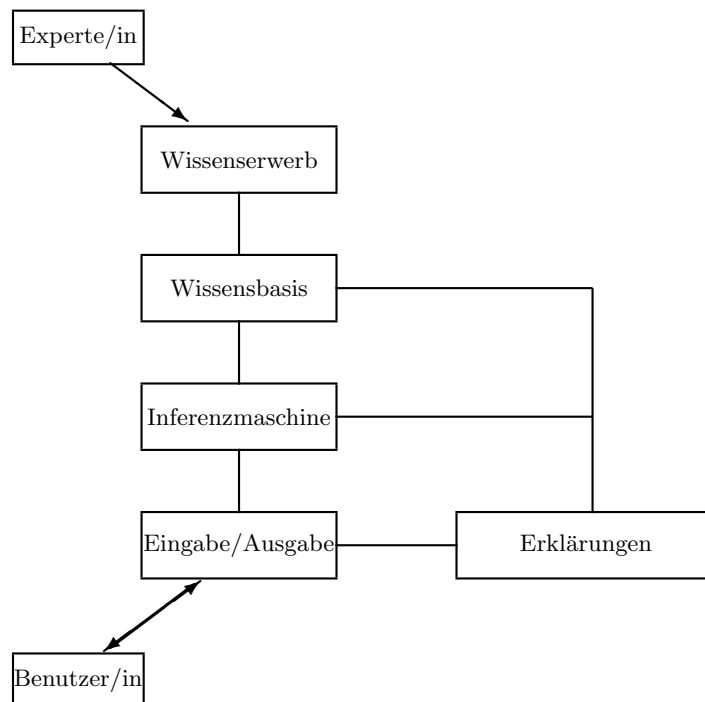 Experte/in
Wissenserwerb
Wissensbasis
Inferenzmaschine
Eingabe/Ausgabe
Erklärungen
Benutzer/in